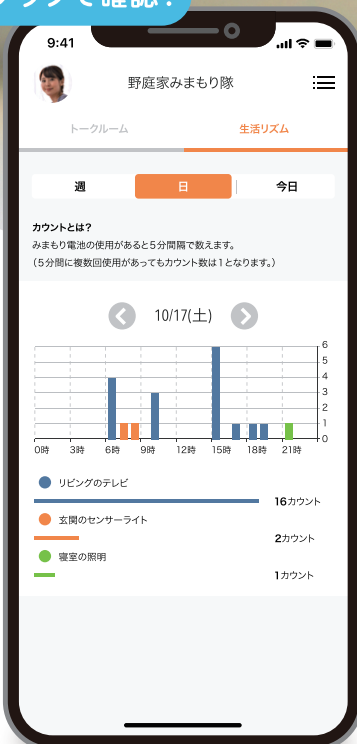 で確認!
9:41
野庭家みまもり隊
トークルーム 生活リズム
週 日 今日
カウントとは?
みまもり電池の使用があると5分間隔で数えます。
(5分間に複数回使用があってもカウント数は1となります。)
10/17(土)
6
5
4
3
2
1
0
0時 3時 6時 9時 12時 15時 18時 21時
リビングのテレビ
16カウント
玄関のセンサーライト
2カウント
寝室の照明
1カウント